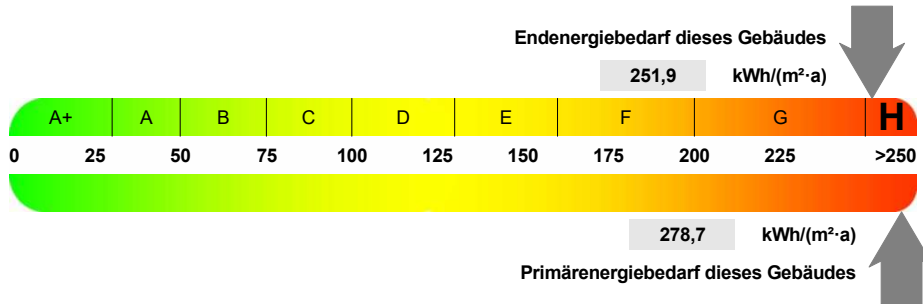 Endenergiebedarf dieses Gebäudes
251,9 kWh/(m²·a)
A+ A B C D E F G H
0 25 50 75 100 125 150 175 200 225 >250
278,7 kWh/(m²·a)
Primärenergiebedarf dieses Gebäudes